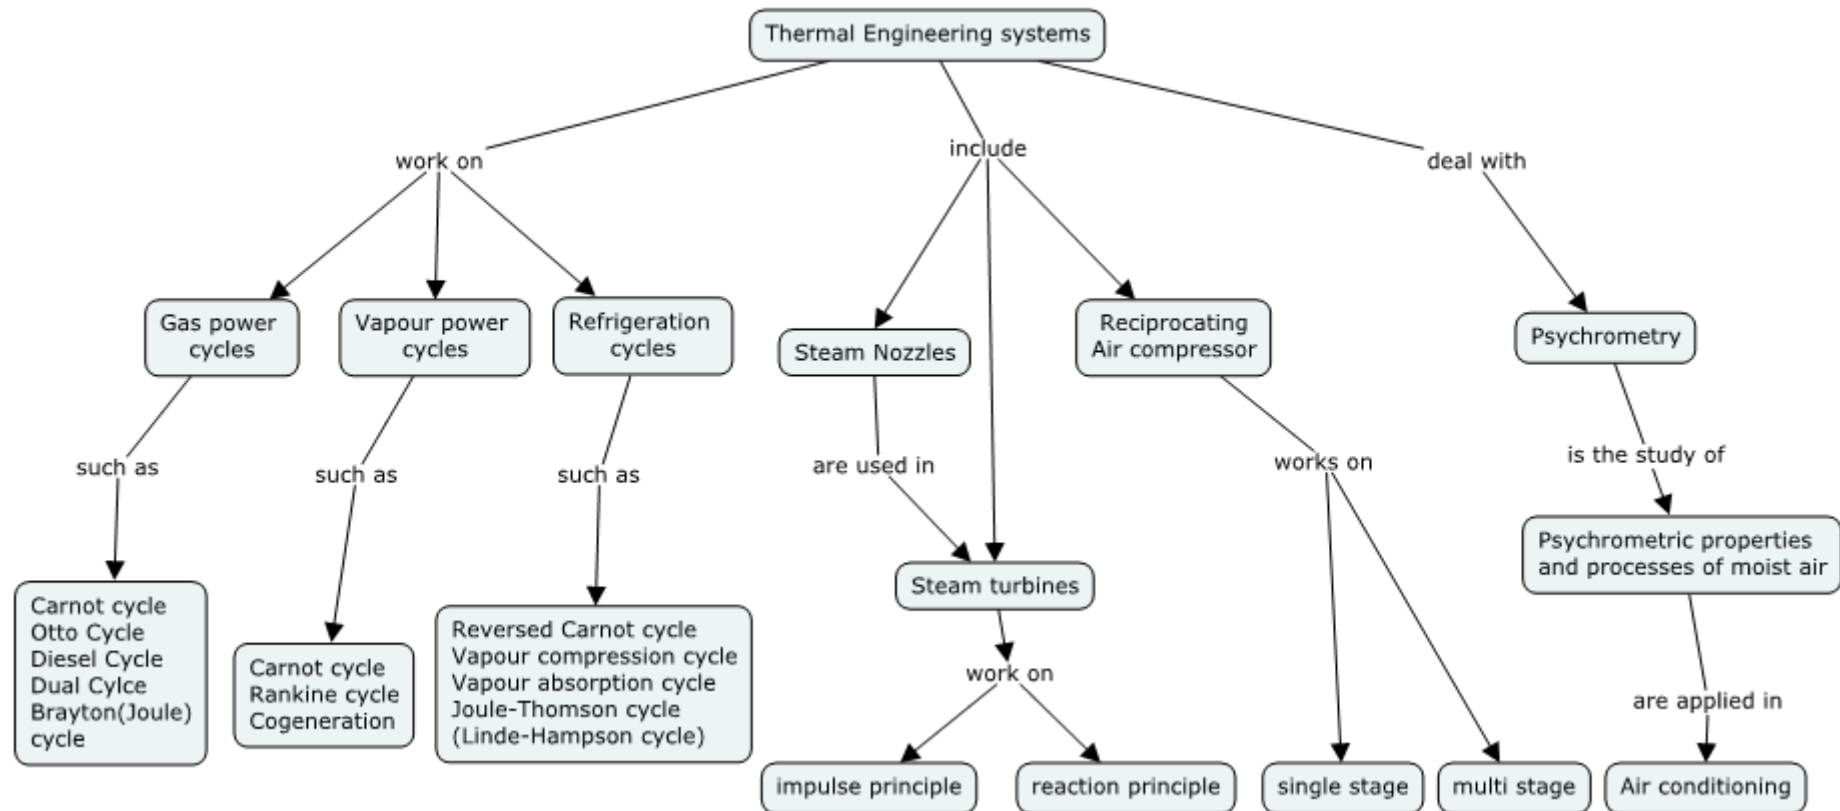 Thermal Engineering systems
work on
include
deal with
Gas power
cycles
Vapour power
cycles
Refrigeration
cycles
Steam Nozzles
Reciprocating
Air compressor
Psychrometry
such as
such as
such as
are used in
works on
is the study of
Carnot cycle
Otto Cycle
Diesel Cycle
Dual Cylce
Brayton(Joule)
cycle
Carnot cycle
Rankine cycle
Cogeneration
Reversed Carnot cycle
Vapour compression cycle
Vapour absorption cycle
Joule-Thomson cycle
(Linde-Hampson cycle)
Steam turbines
Psychrometric properties
and processes of moist air
work on
are applied in
impulse principle
reaction principle
single stage
multi stage
Air conditioning